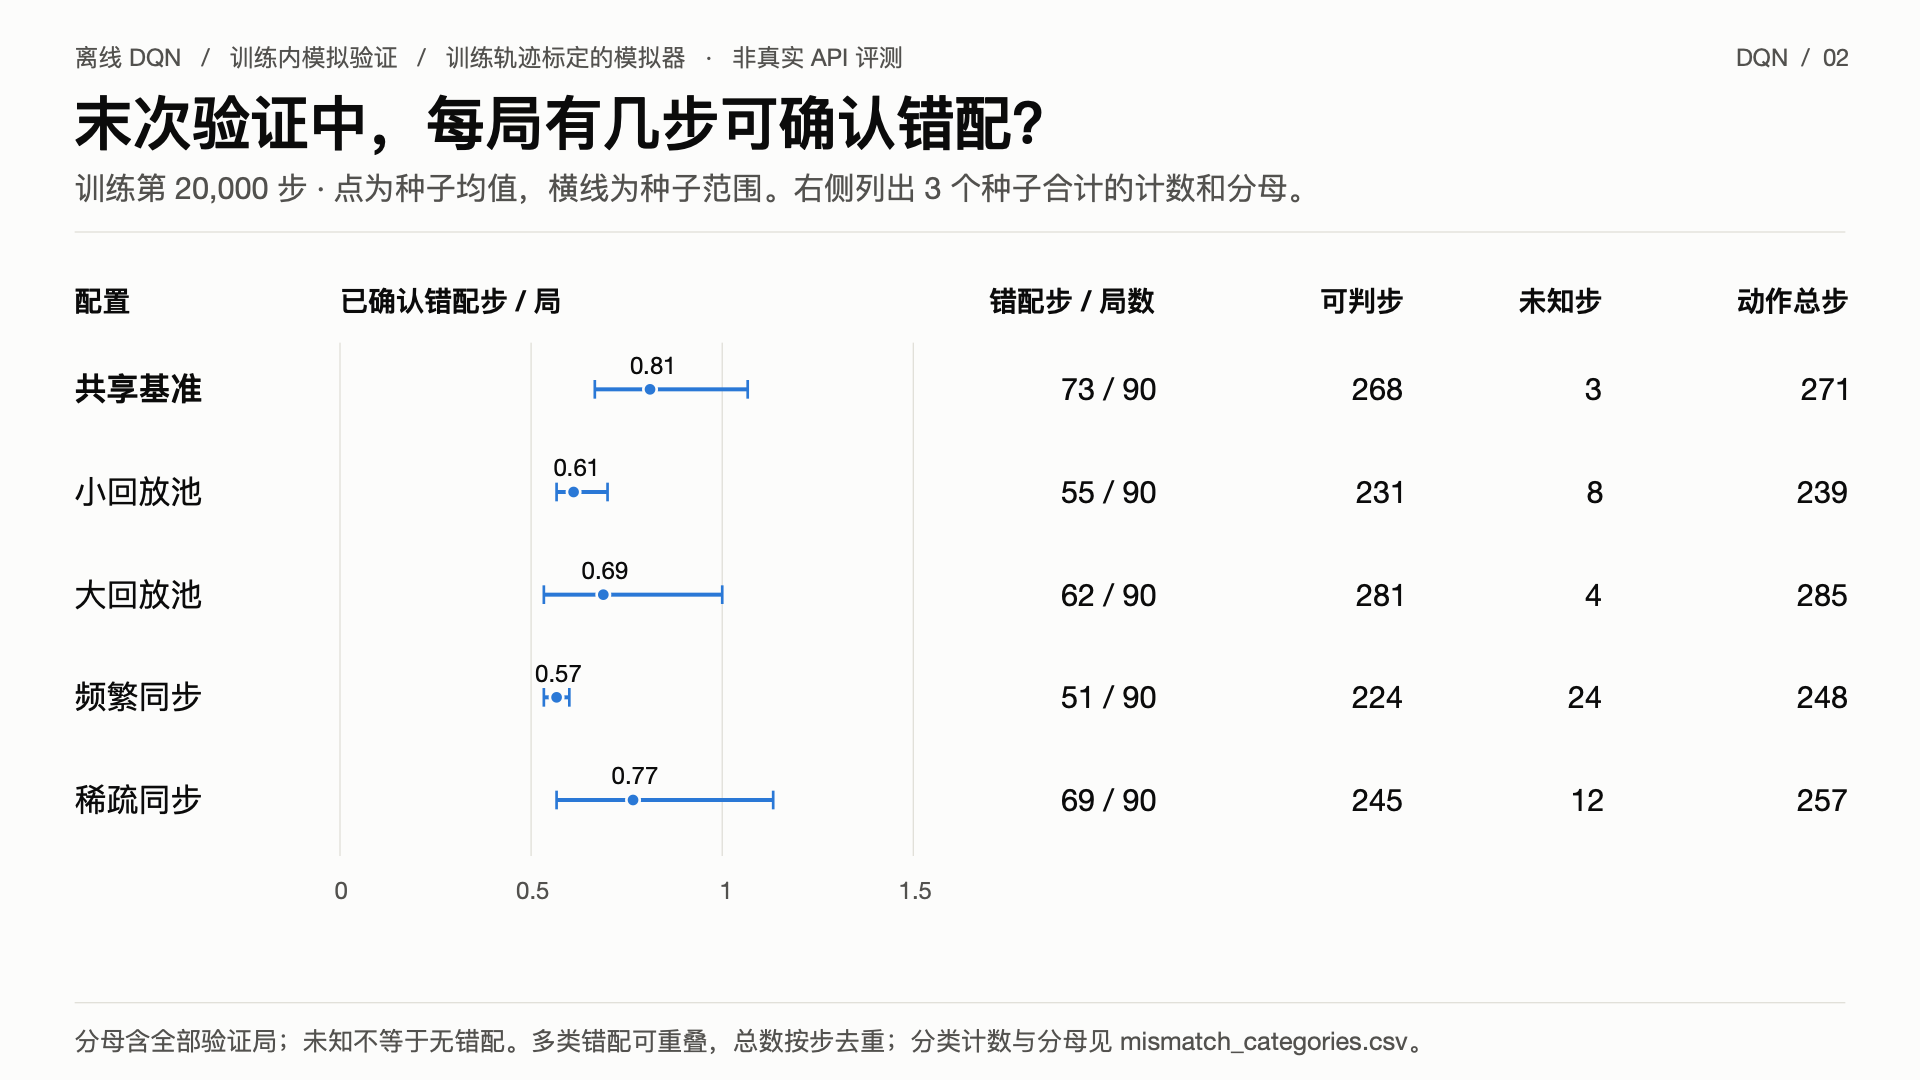 离线 DQN / 训练内模拟验证 / 训练轨迹标定的模拟器 · 非真实 API 评测
DQN / 02
末次验证中，每局有几步可确认错配？
训练第 20,000 步 · 点为种子均值，横线为种子范围。右侧列出 3 个种子合计的计数和分母。
配置 已确认错配步 / 局 错配步 / 局数 可判步 未知步 动作总步
共享基准 0.81 73 / 90 268 3 271
小回放池 0.61 55 / 90 231 8 239
大回放池 0.69 62 / 90 281 4 285
频繁同步 0.57 51 / 90 224 24 248
稀疏同步 0.77 69 / 90 245 12 257
0 0.5 1 1.5
分母含全部验证局；未知不等于无错配。多类错配可重叠，总数按步去重；分类计数与分母见 mismatch_categories.csv。